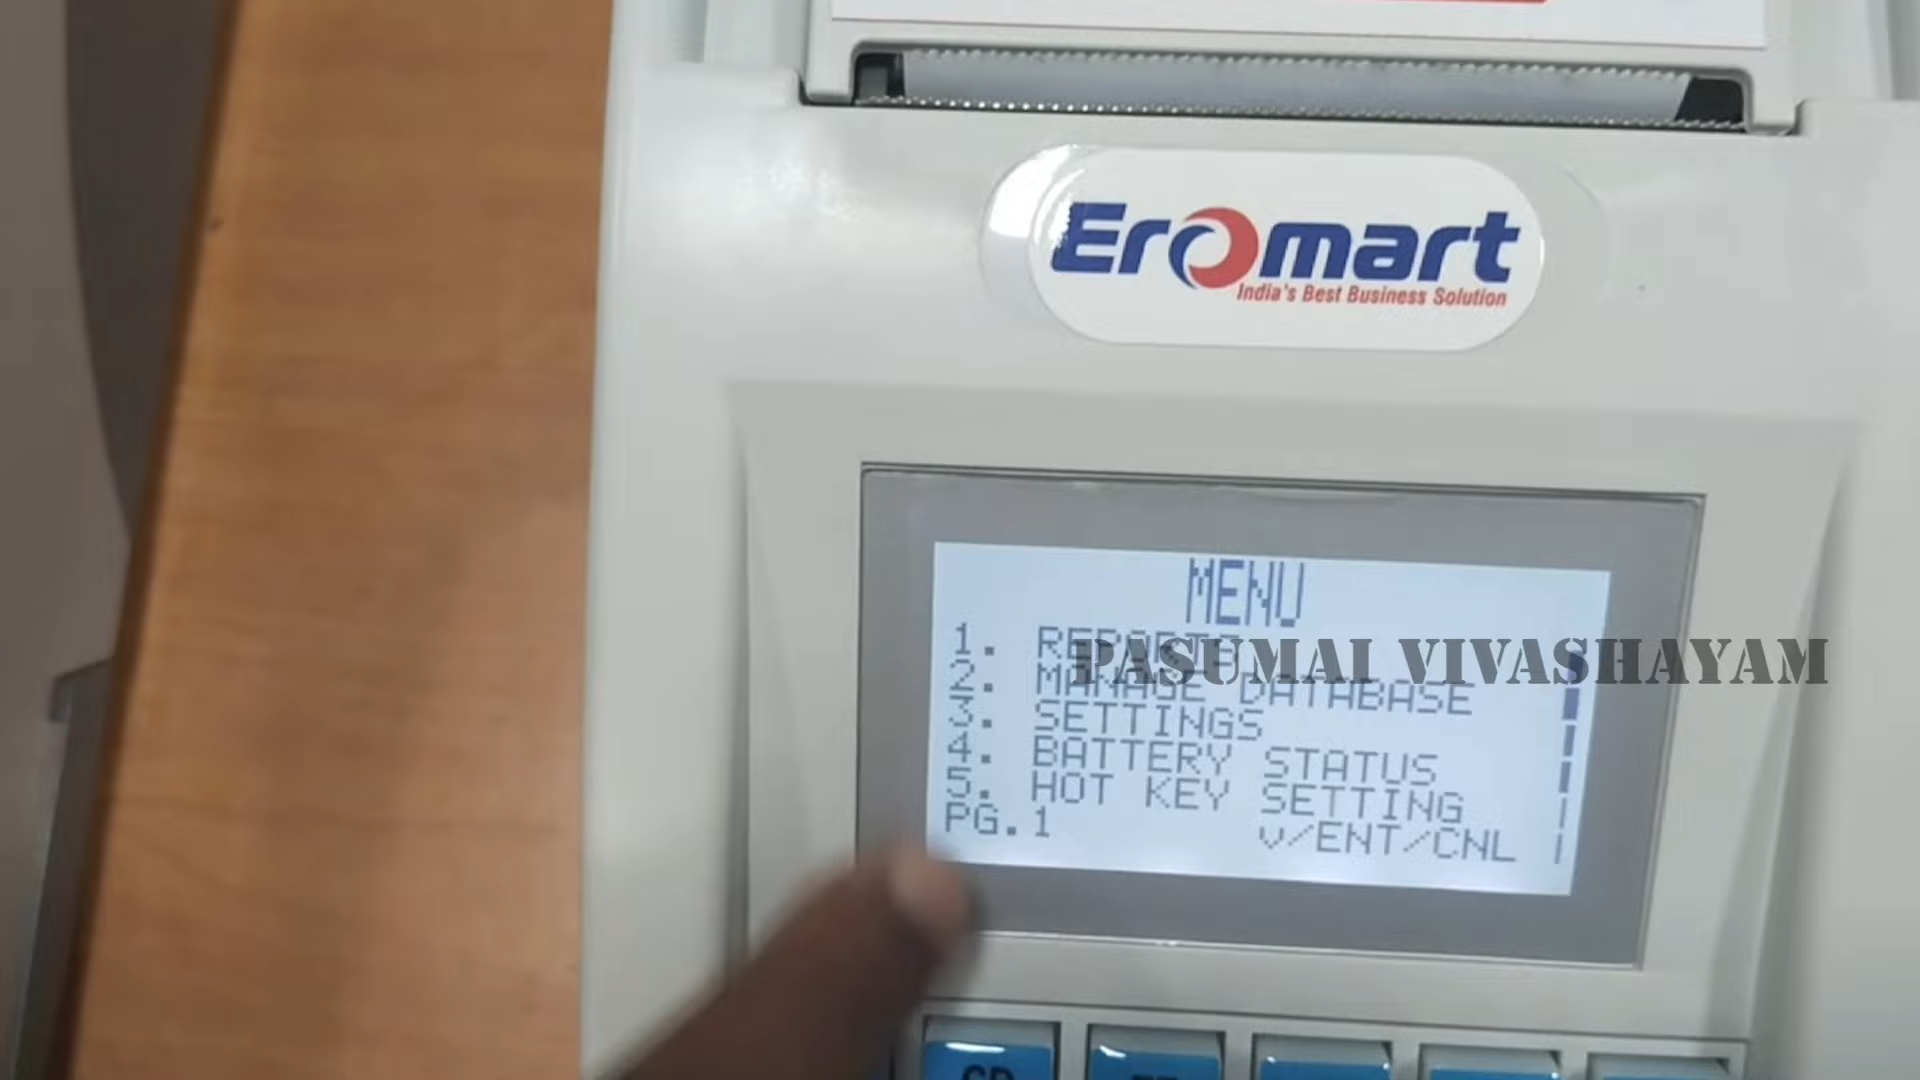 Eromart
India's Best Business Solution
MENU
1. REPORTS
PASUMAI VIVASHAYAM
2. MANAGE DATABASE
3. SETTINGS
4. BATTERY STATUS
5. HOT KEY SETTING
PG.1 v/ENT/CNL